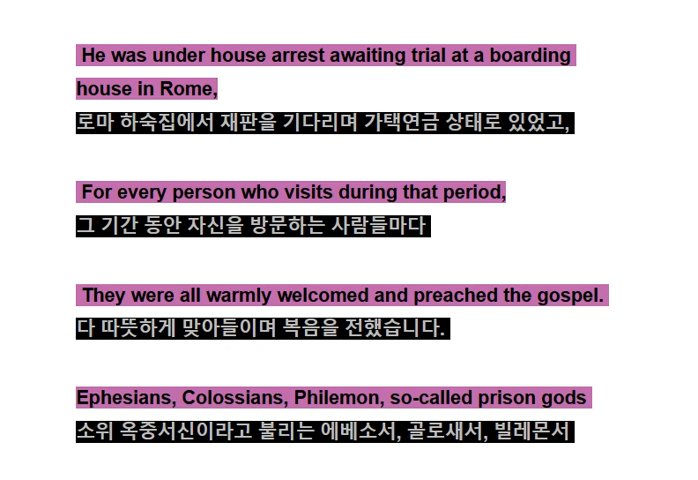 He was under house arrest awaiting trial at a boarding
house in Rome,
로마 하숙집에서 재판을 기다리며 가택연금 상태로 있었고,
For every person who visits during that period,
그 기간 동안 자신을 방문하는 사람들마다
They were all warmly welcomed and preached the gospel.
다 따뜻하게 맞아들이며 복음을 전했습니다.
Ephesians, Colossians, Philemon, so-called prison gods
소위 옥중서신이라고 불리는 에베소서, 골로새서, 빌레몬서